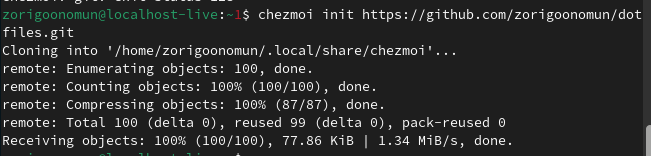 zorigoonomun@localhost-live:~1$ chezmoi init https://github.com/zorigoonomun/dot
files.git
Cloning into '/home/zorigoonomun/.local/share/chezmoi'...
remote: Enumerating objects: 100, done.
remote: Counting objects: 100% (100/100), done.
remote: Compressing objects: 100% (87/87), done.
remote: Total 100 (delta 0), reused 99 (delta 0), pack-reused 0
Receiving objects: 100% (100/100), 77.86 KiB | 1.34 MiB/s, done.